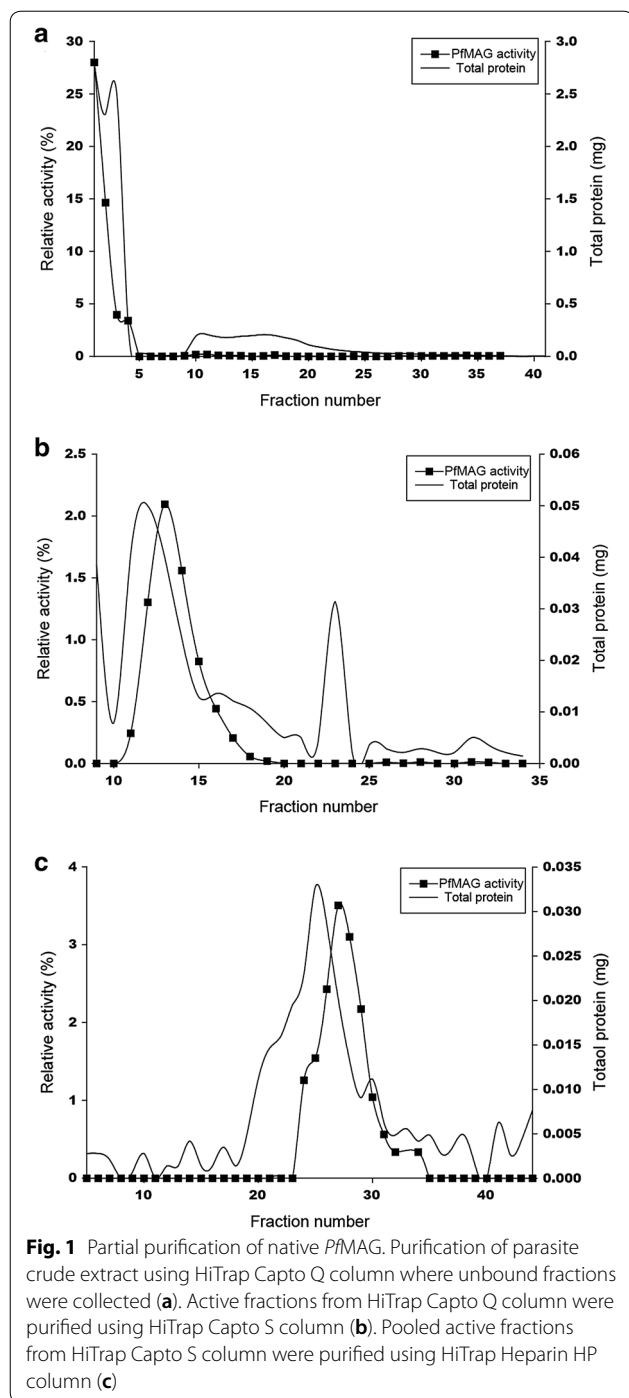 a
30
25
20
15
10
5
0
Relative activity (%)
3.0
2.5
2.0
1.5
1.0
0.5
0.0
Total protein (mg)
PfMAG activity
Total protein
5 10 15 20 25 30 35 40
Fraction number
b
2.5
2.0
1.5
1.0
0.5
0.0
Relative activity (%)
0.06
0.05
0.04
0.03
0.02
0.01
0.00
Total protein (mg)
PfMAG activity
Total protein
10 15 20 25 30 35
Fraction number
c
4
3
2
1
0
Relative activity (%)
0.035
0.030
0.025
0.020
0.015
0.010
0.005
0.000
Totaol protein (mg)
PfMAG activity
Total protein
10 20 30 40
Fraction number
Fig. 1 Partial purification of native PfMAG. Purification of parasite
crude extract using HiTrap Capto Q column where unbound fractions
were collected (a). Active fractions from HiTrap Capto Q column were
purified using HiTrap Capto S column (b). Pooled active fractions
from HiTrap Capto S column were purified using HiTrap Heparin HP
column (c)